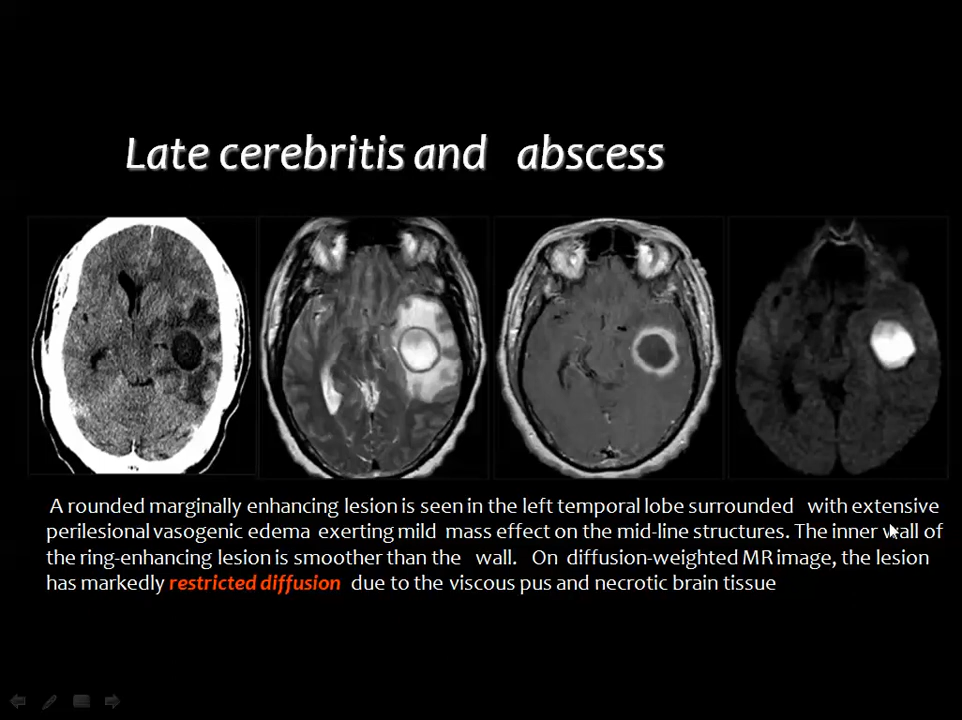 Late cerebritis and abscess
A rounded marginally enhancing lesion is seen in the left temporal lobe surrounded with extensive
perilesional vasogenic edema exerting mild mass effect on the mid-line structures. The inner wall of
the ring-enhancing lesion is smoother than the wall. On diffusion-weighted MR image, the lesion
has markedly restricted diffusion due to the viscous pus and necrotic brain tissue